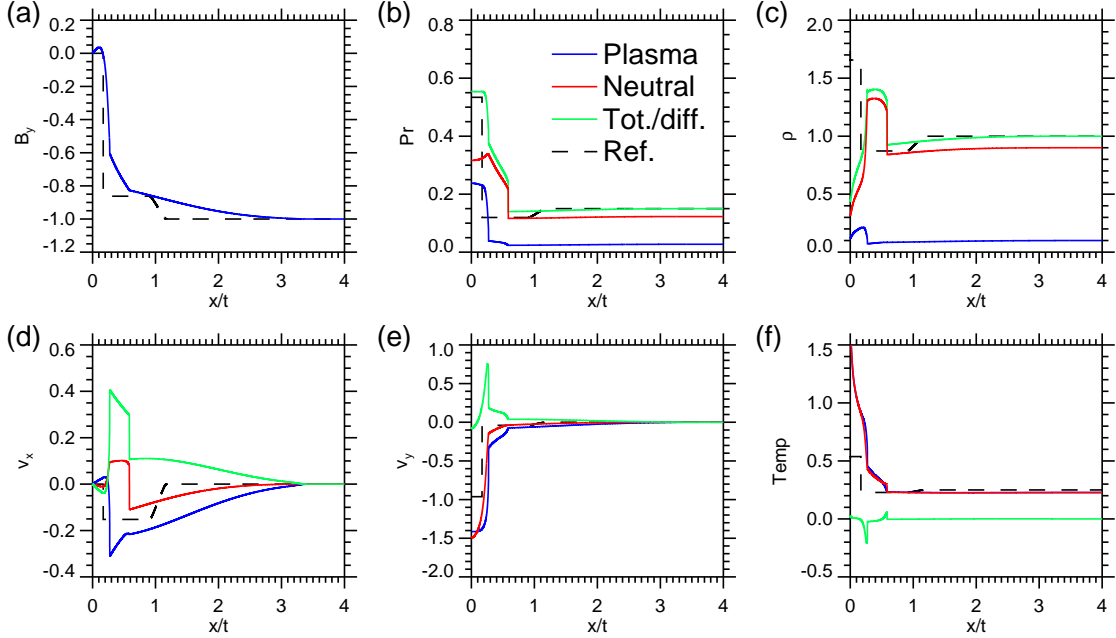 (a)
0.0
-0.2
-0.4
-0.6
-0.8
-1.0
-1.2
B_y
0 1 2 3 4
x/t
(b)
0.8
0.6
0.4
0.2
0.0
Pr
0 1 2 3 4
x/t
Plasma
Neutral
Tot./diff.
Ref.
(c)
2.0
1.5
1.0
0.5
0.0
ρ
0 1 2 3 4
x/t
(d)
0.6
0.4
0.2
0.0
-0.2
-0.4
v_x
0 1 2 3 4
x/t
(e)
1.0
0.5
0.0
-0.5
-1.0
-1.5
-2.0
v_y
0 1 2 3 4
x/t
(f)
1.5
1.0
0.5
0.0
-0.5
Temp
0 1 2 3 4
x/t